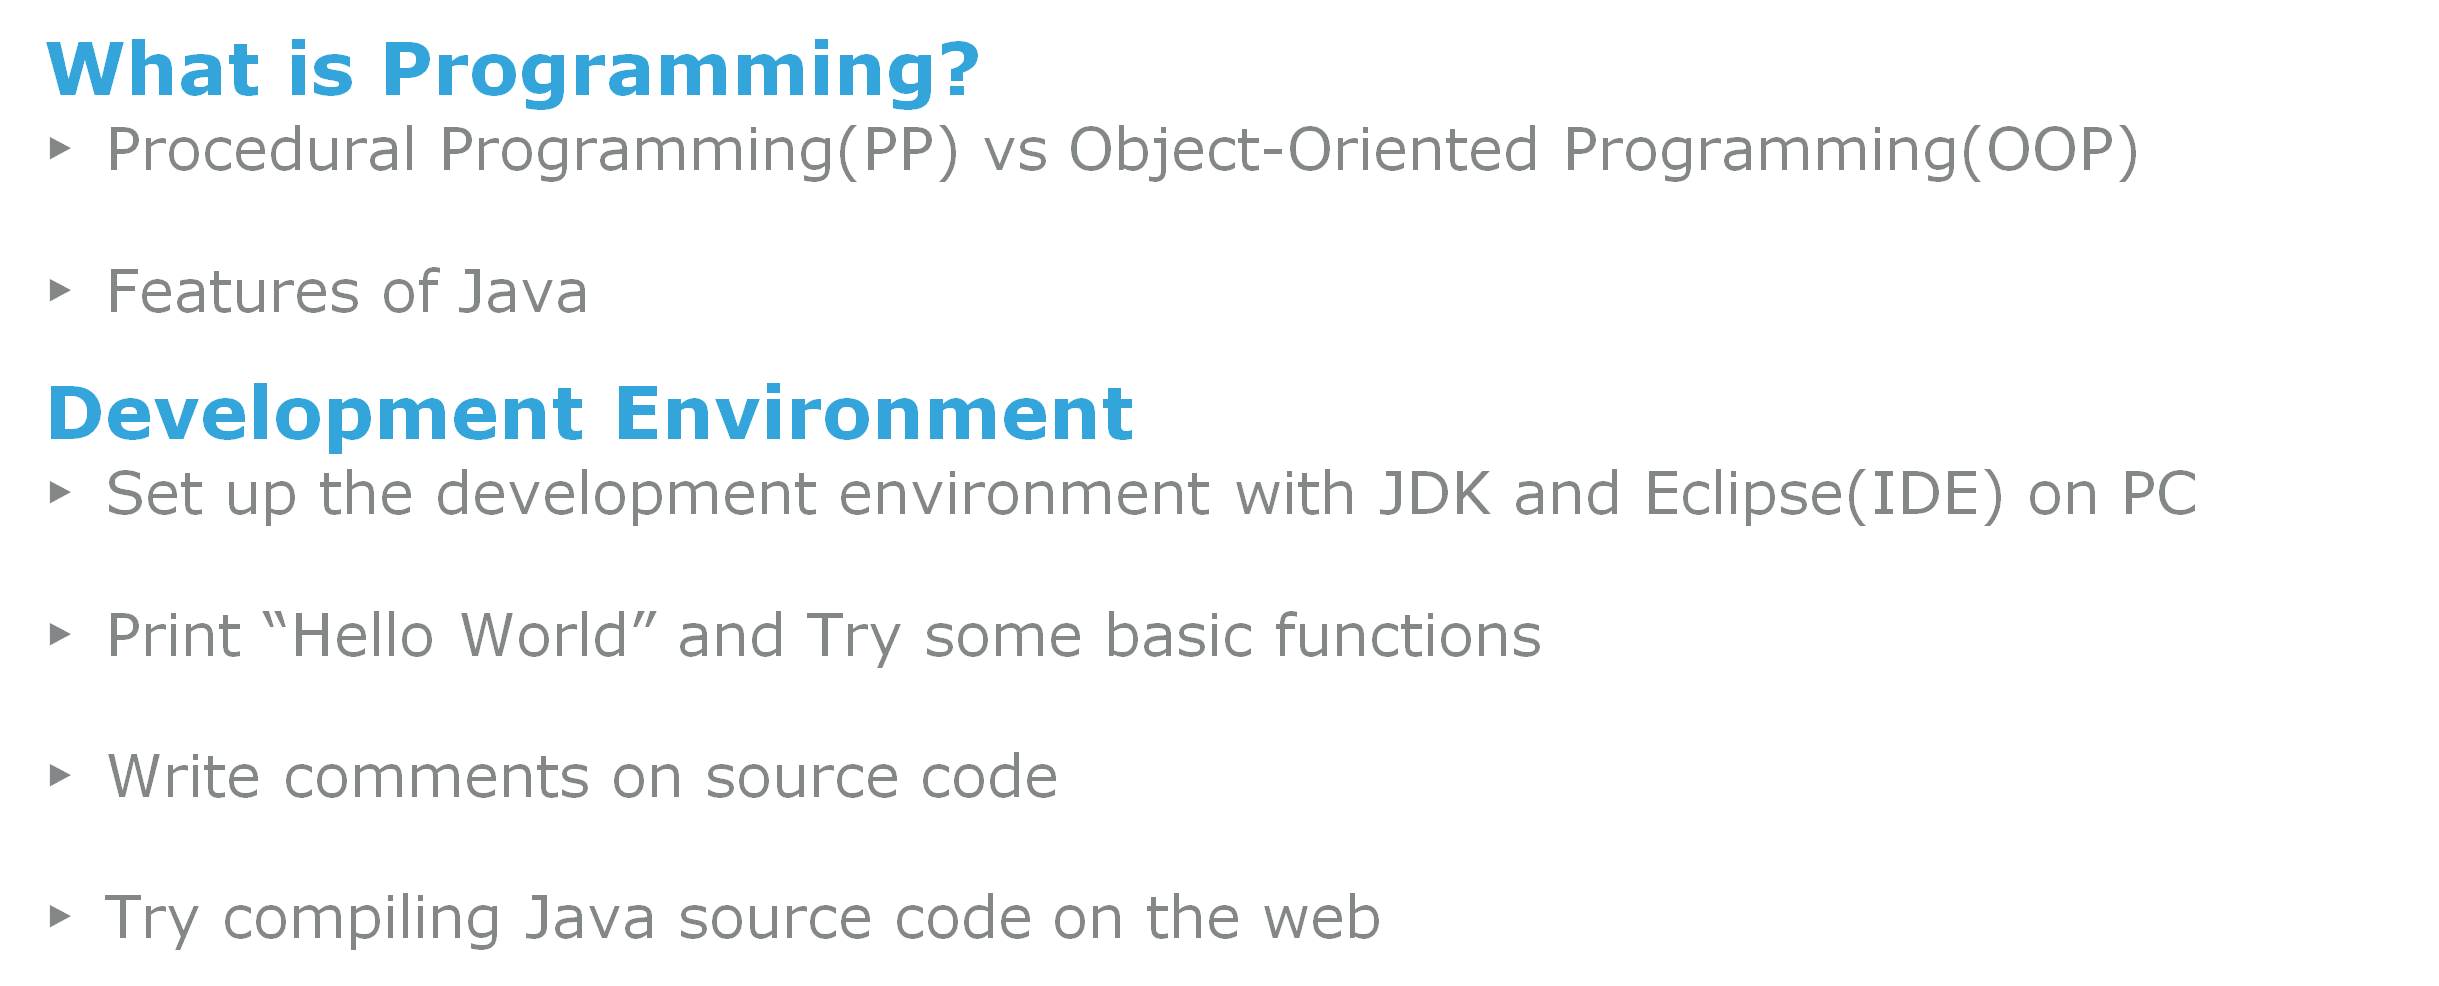 What is Programming?
▸ Procedural Programming(PP) vs Object-Oriented Programming(OOP)
▸ Features of Java
Development Environment
▸ Set up the development environment with JDK and Eclipse(IDE) on PC
▸ Print “Hello World” and Try some basic functions
▸ Write comments on source code
▸ Try compiling Java source code on the web